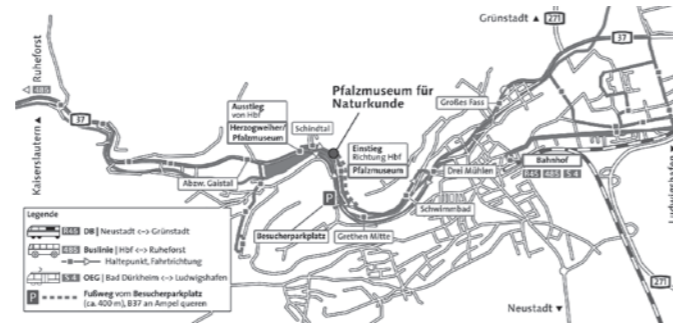 Grünstadt ▲ 271
37
◁ 485 Ruheforst
Kaiserslautern ▲
37
Pfalzmuseum für
Naturkunde
Großes Fass
Ausstieg
von Hbf
Herzogweiher/
Pfalzmuseum
Schindtal
Einstieg
Richtung Hbf
Pfalzmuseum
Abzw. Gaistal
Drei Mühlen
Bahnhof
R45 485 S 4
Ludwigshafen
P
Schwimmbad
Besucherparkplatz
Grethen Mitte
271
Neustadt ▼
Legende
R45 DB | Neustadt <-> Grünstadt
485 Buslinie | Hbf <-> Ruheforst
Haltepunkt, Fahrtrichtung
S 4 OEG | Bad Dürkheim <-> Ludwigshafen
P Fußweg vom Besucherparkplatz
(ca. 400 m), B37 an Ampel queren